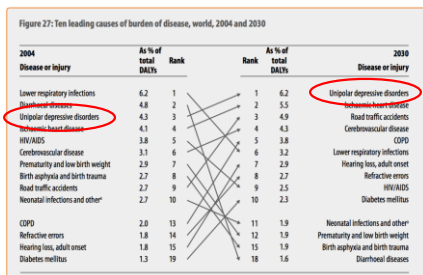 Figure 27: Ten leading causes of burden of disease, world, 2004 and 2030
2004 As % of Rank Rank As % of 2030
Disease or injury total DALYs total DALYs Disease or injury
Lower respiratory infections 6.2 1 1 6.2 Unipolar depressive disorders
Diarrhoeal diseases 4.8 2 2 5.5 Ischaemic heart disease
Unipolar depressive disorders 4.3 3 3 4.9 Road traffic accidents
Ischaemic heart disease 4.1 4 4 4.3 Cerebrovascular disease
HIV/AIDS 3.8 5 5 3.8 COPD
Cerebrovascular disease 3.1 6 6 3.2 Lower respiratory infections
Prematurity and low birth weight 2.9 7 7 2.9 Hearing loss, adult onset
Birth asphyxia and birth trauma 2.7 8 8 2.7 Refractive errors
Road traffic accidents 2.7 9 9 2.5 HIV/AIDS
Neonatal infections and otherᵃ 2.7 10 10 2.3 Diabetes mellitus
COPD 2.0 13 11 1.9 Neonatal infections and otherᵃ
Refractive errors 1.8 14 12 1.9 Prematurity and low birth weight
Hearing loss, adult onset 1.8 15 15 1.9 Birth asphyxia and birth trauma
Diabetes mellitus 1.3 19 18 1.6 Diarrhoeal diseases